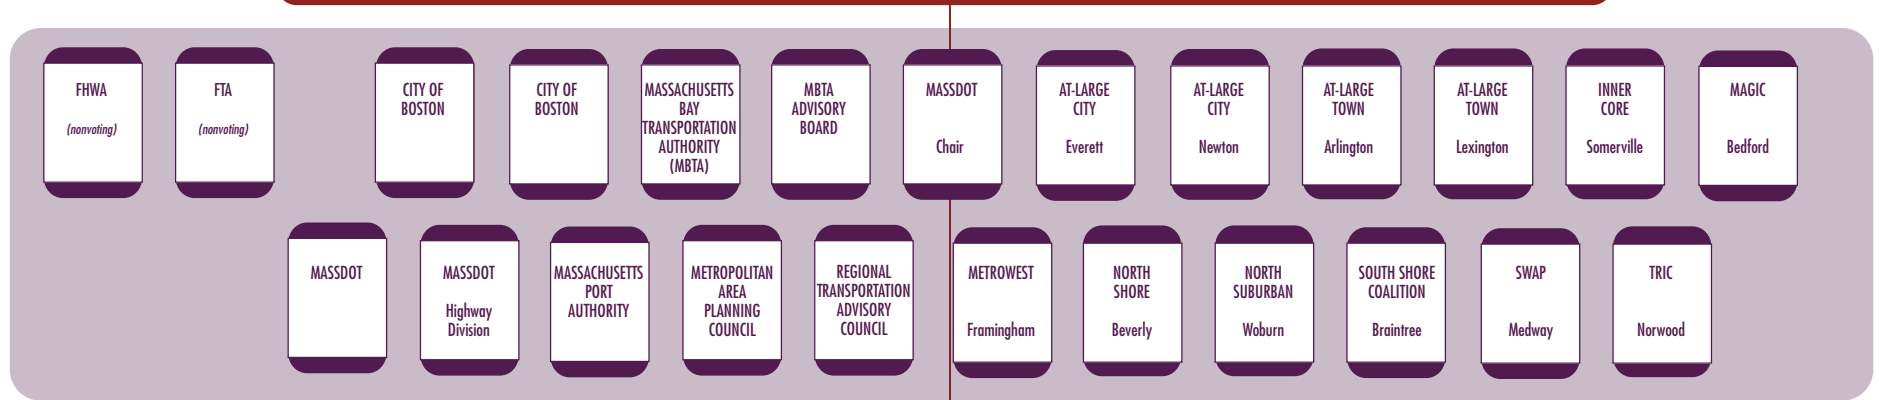 FHWA
(nonvoting)
FTA
(nonvoting)
CITY OF
BOSTON
CITY OF
BOSTON
MASSACHUSETTS
BAY
TRANSPORTATION
AUTHORITY
(MBTA)
MBTA
ADVISORY
BOARD
MASSDOT
Chair
AT-LARGE
CITY
Everett
AT-LARGE
CITY
Newton
AT-LARGE
TOWN
Arlington
AT-LARGE
TOWN
Lexington
INNER
CORE
Somerville
MAGIC
Bedford
MASSDOT
MASSDOT
Highway
Division
MASSACHUSETTS
PORT
AUTHORITY
METROPOLITAN
AREA
PLANNING
COUNCIL
REGIONAL
TRANSPORTATION
ADVISORY
COUNCIL
METROWEST
Framingham
NORTH
SHORE
Beverly
NORTH
SUBURBAN
Woburn
SOUTH SHORE
COALITION
Braintree
SWAP
Medway
TRIC
Norwood